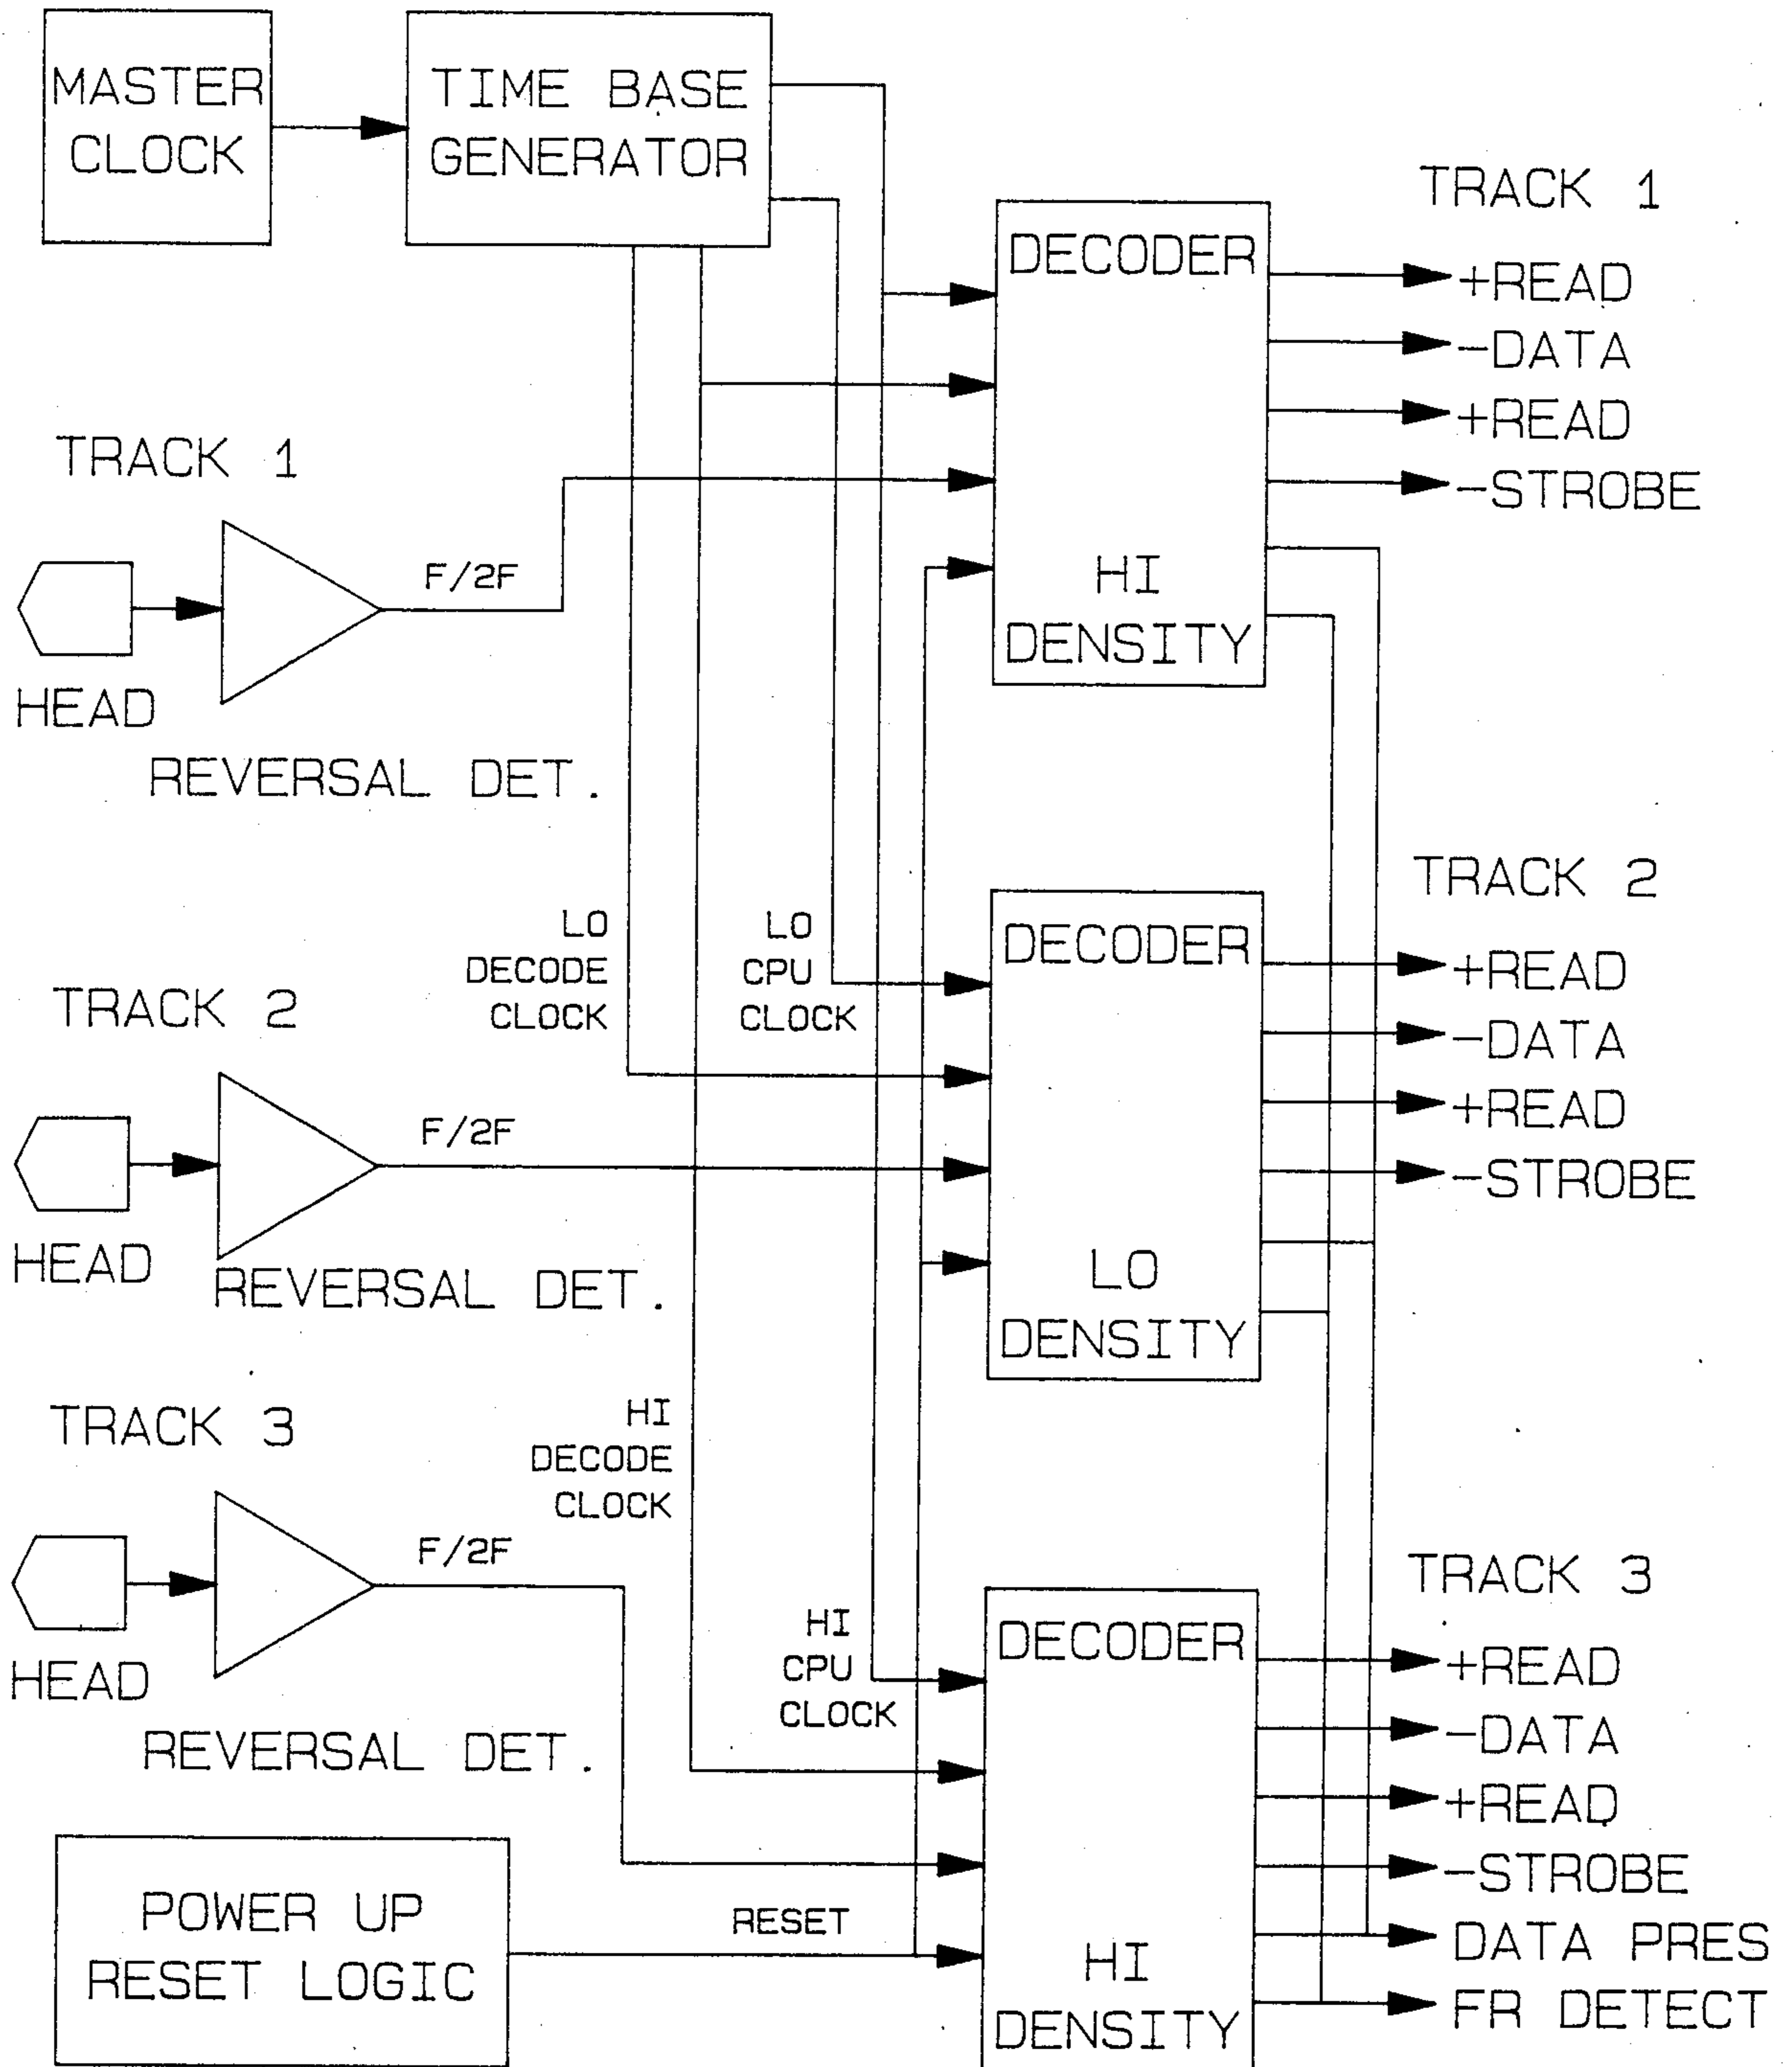 MASTER
CLOCK
TIME BASE
GENERATOR
TRACK 1
DECODER
+READ
-DATA
+READ
-STROBE
HI
DENSITY
TRACK 1
F/2F
HEAD
REVERSAL DET.
TRACK 2
DECODER
+READ
-DATA
+READ
-STROBE
LO
DENSITY
LO
DECODE
CLOCK
LO
CPU
CLOCK
TRACK 2
F/2F
HEAD
REVERSAL DET.
TRACK 3
HI
DECODE
CLOCK
F/2F
HEAD
REVERSAL DET.
HI
CPU
CLOCK
TRACK 3
DECODER
+READ
-DATA
+READ
-STROBE
DATA PRES
FR DETECT
HI
DENSITY
POWER UP
RESET LOGIC
RESET